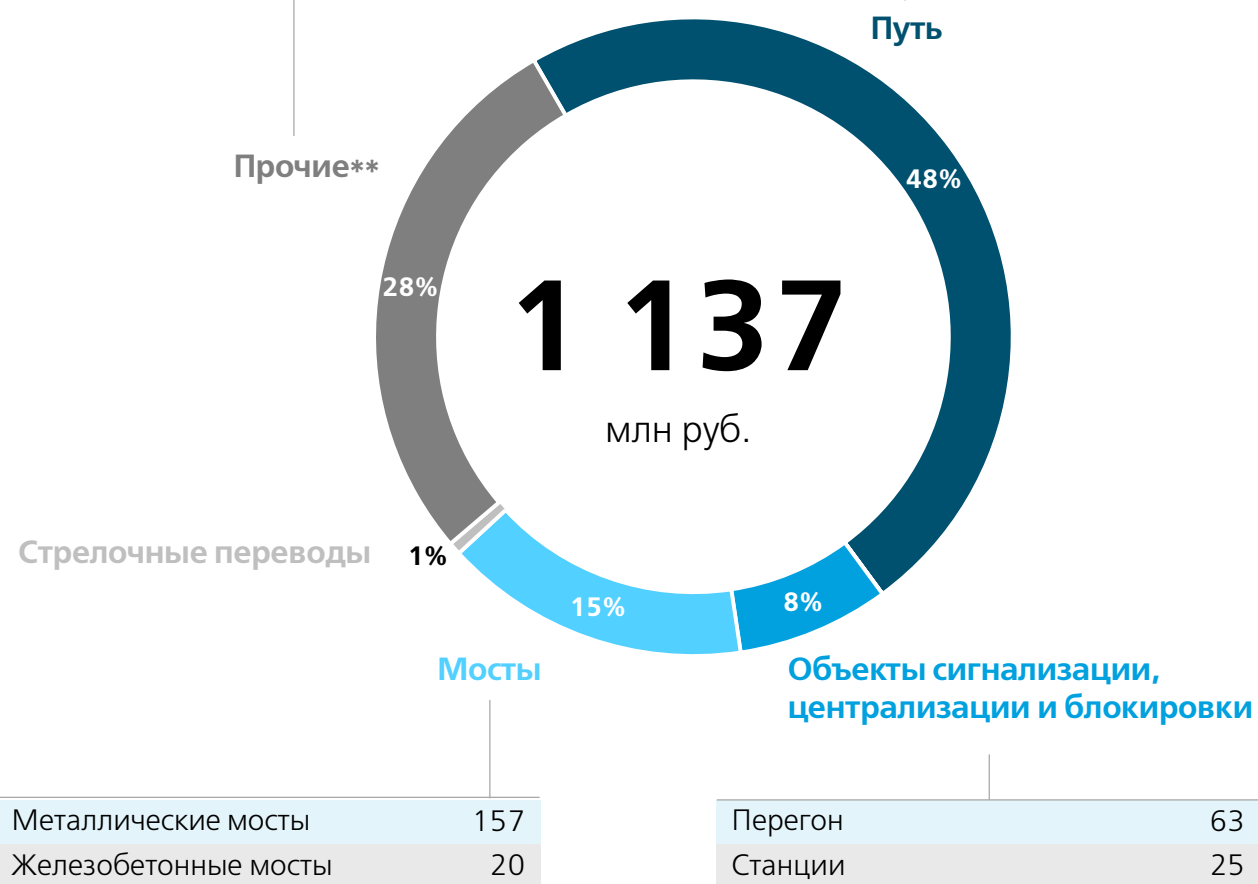 Путь
Прочие**
48%
28%
1 137
млн руб.
Стрелочные переводы
1%
15%
8%
Мосты
Объекты сигнализации,
централизации и блокировки
Металлические мосты 157
Железобетонные мосты 20
Перегон 63
Станции 25